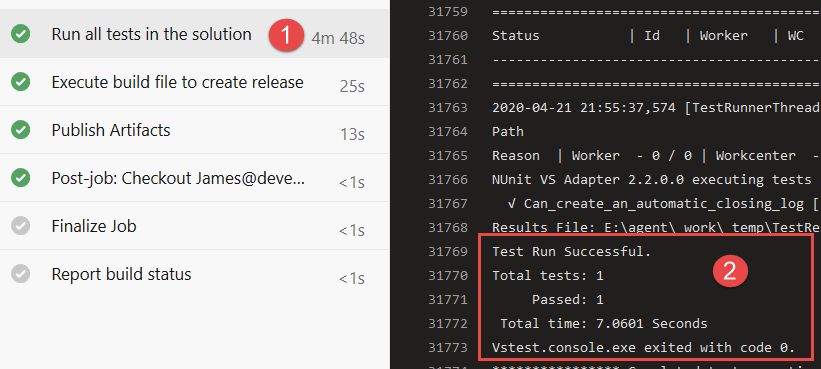 Run all tests in the solution 1 4m 48s
Execute build file to create release 25s
Publish Artifacts 13s
Post-job: Checkout James@deve... <1s
Finalize Job <1s
Report build status <1s
31759 ========================================
31760 Status | Id | Worker | WC
31761 ----------------------------------------
31762 ========================================
31763 2020-04-21 21:55:37,574 [TestRunnerThread
31764 Path
31765 Reason | Worker - 0 / 0 | Workcenter -
31766 NUnit VS Adapter 2.2.0.0 executing tests
31767 √ Can_create_an_automatic_closing_log [
31768 Results File: E:\agent\_work\_temp\TestRe
31769 Test Run Successful.
31770 Total tests: 1 2
31771 Passed: 1
31772 Total time: 7.0601 Seconds
31773 Vstest.console.exe exited with code 0.